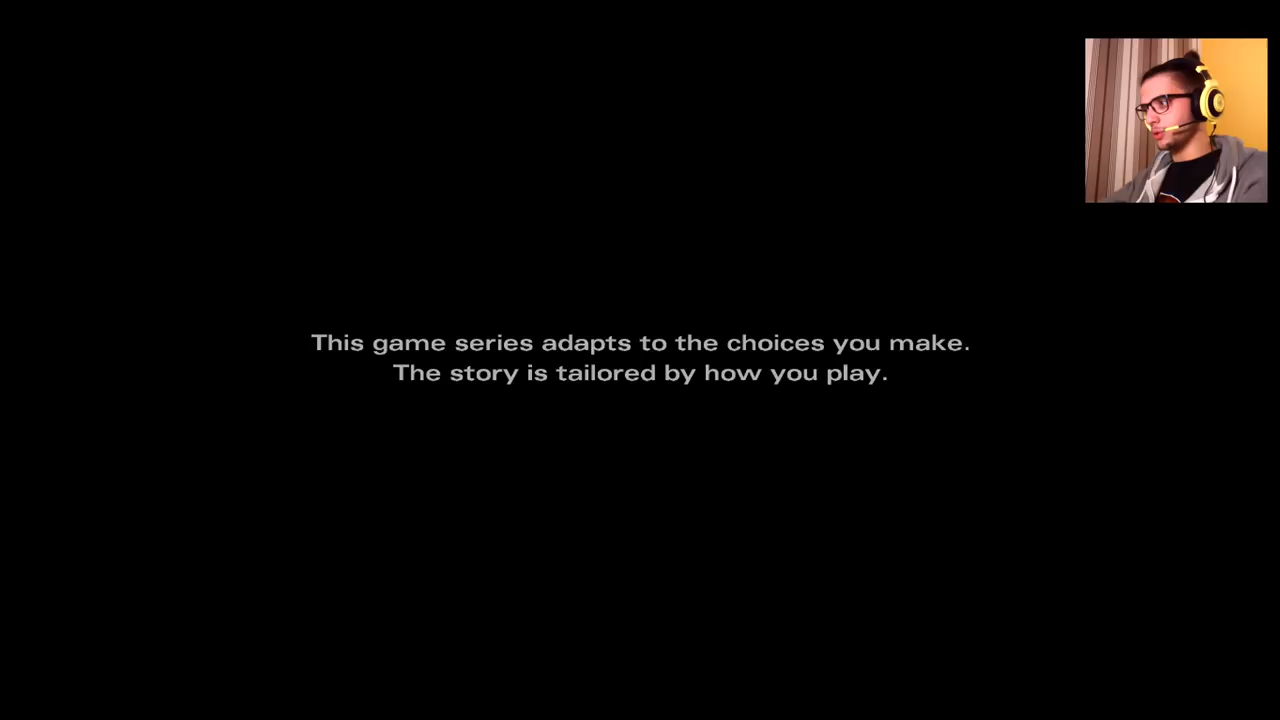 This game series adapts to the choices you make.
The story is tailored by how you play.